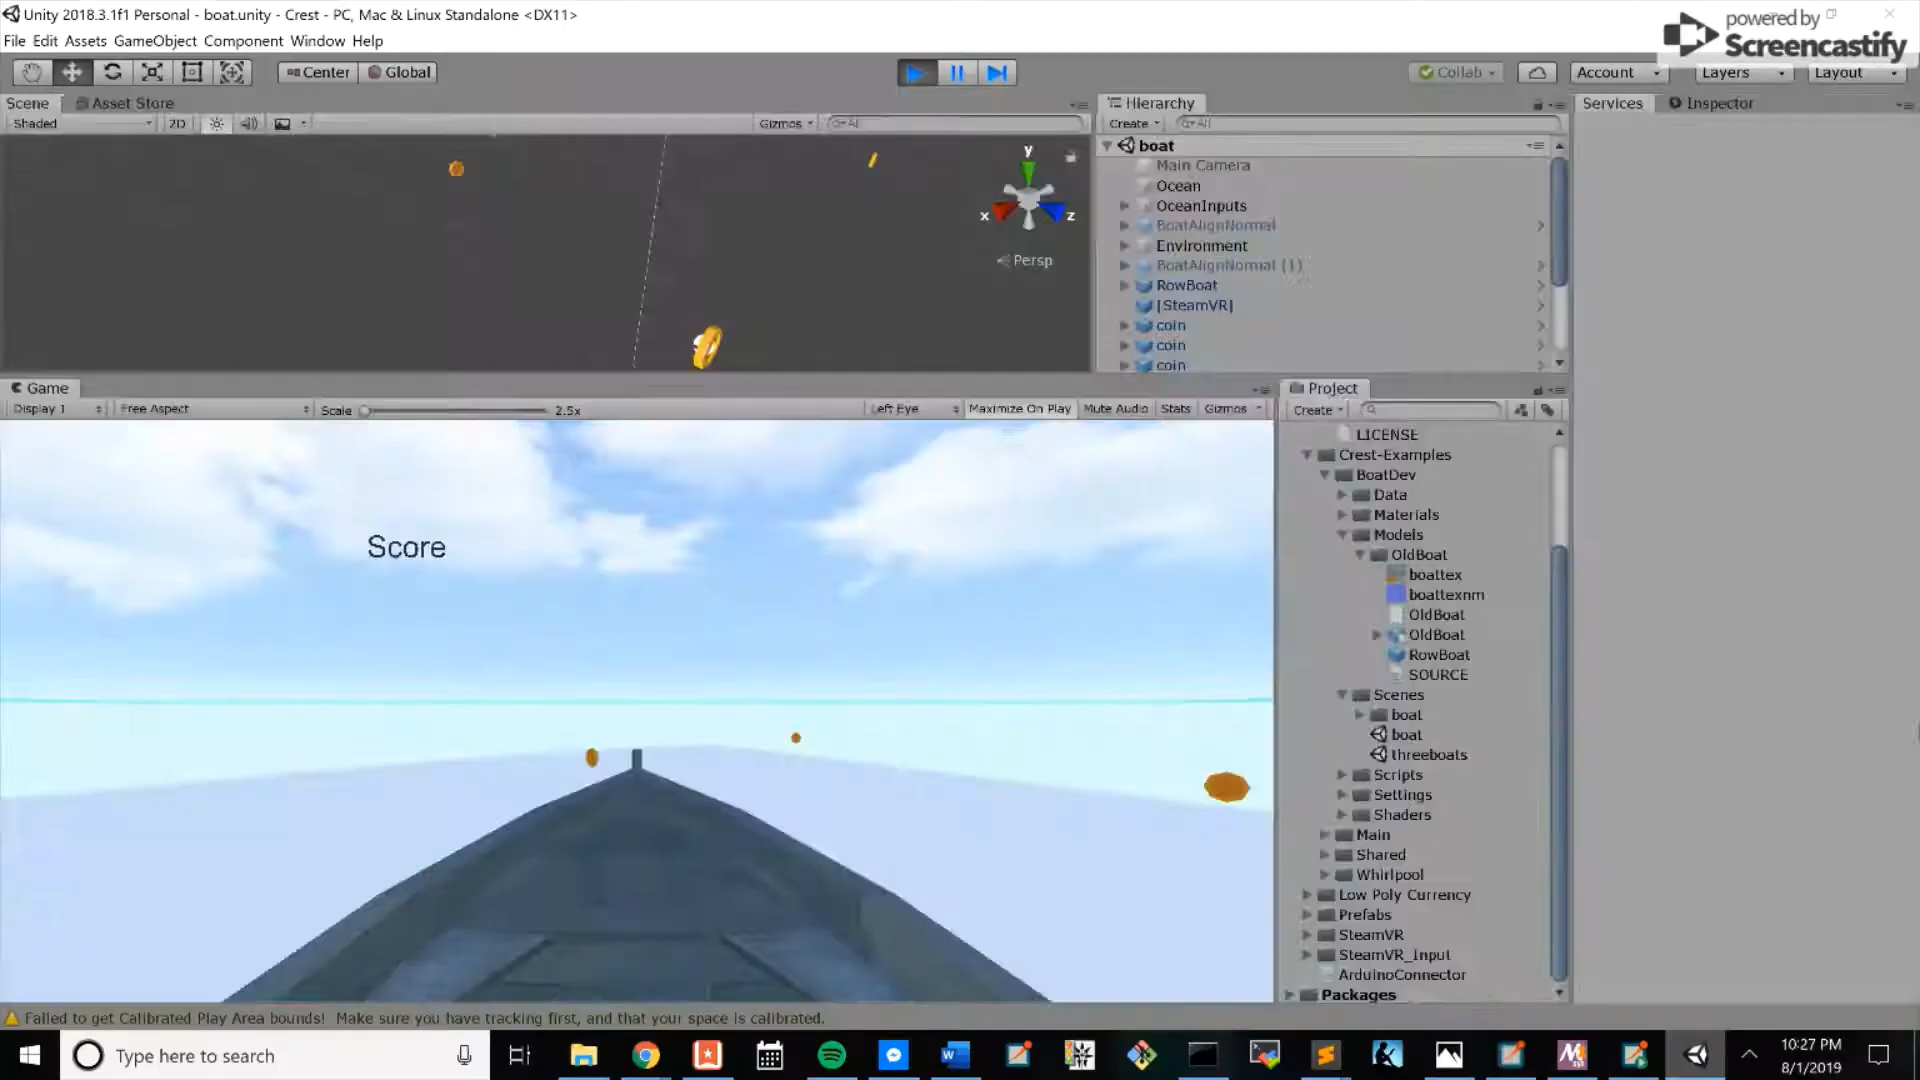 Unity 2018.3.1f1 Personal - boat.unity - Crest - PC, Mac & Linux Standalone <DX11>
powered by
Screencastify
File Edit Assets GameObject Component Window Help
Center Global
Collab Account Layers Layout
Scene Asset Store
Shaded 2D Gizmos All
y
x z
Persp
Hierarchy
Create All
boat
Main Camera
Ocean
OceanInputs
BoatAlignNormal
Environment
BoatAlignNormal (1)
RowBoat
[SteamVR]
coin
coin
coin
Services Inspector
Game
Display 1 Free Aspect Scale 2.5x Left Eye Maximize On Play Mute Audio Stats Gizmos
Score
Project
Create
LICENSE
Crest-Examples
BoatDev
Data
Materials
Models
OldBoat
boattex
boattexnm
OldBoat
OldBoat
RowBoat
SOURCE
Scenes
boat
boat
threeboats
Scripts
Settings
Shaders
Main
Shared
Whirlpool
Low Poly Currency
Prefabs
SteamVR
SteamVR_Input
ArduinoConnector
Packages
Failed to get Calibrated Play Area bounds! Make sure you have tracking first, and that your space is calibrated.
Type here to search
10:27 PM
8/1/2019